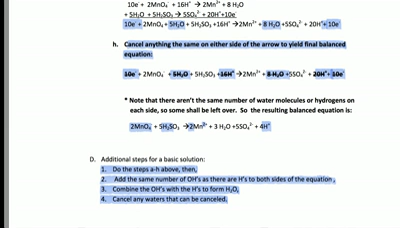 10e⁻ + 2MnO₄⁻ + 16H⁺ → 2Mn²⁺ + 8 H₂O
+ 5H₂O + 5H₂SO₃ → 5SO₄²⁻ + 20H⁺+10e⁻
10e⁻ + 2MnO₄ + 5H₂O + 5H₂SO₃ +16H⁺ →2Mn²⁺ + 8 H₂O +5SO₄²⁻ + 20H⁺+ 10e⁻
h. Cancel anything the same on either side of the arrow to yield final balanced
equation:
10e⁻ + 2MnO₄⁻ + 5H₂O + 5H₂SO₃ +16H⁺ →2Mn²⁺ + 8 H₂O +5SO₄²⁻ + 20H⁺+ 10e⁻
* Note that there aren't the same number of water molecules or hydrogens on
each side, so some shall be left over. So the resulting balanced equation is:
2MnO₄⁻ + 5H₂SO₃ →2Mn²⁺ + 3 H₂O +5SO₄²⁻ + 4H⁺
D. Additional steps for a basic solution:
1. Do the steps a-h above, then,
2. Add the same number of OH's as there are H's to both sides of the equation,
3. Combine the OH's with the H's to form H₂O,
4. Cancel any waters that can be canceled.